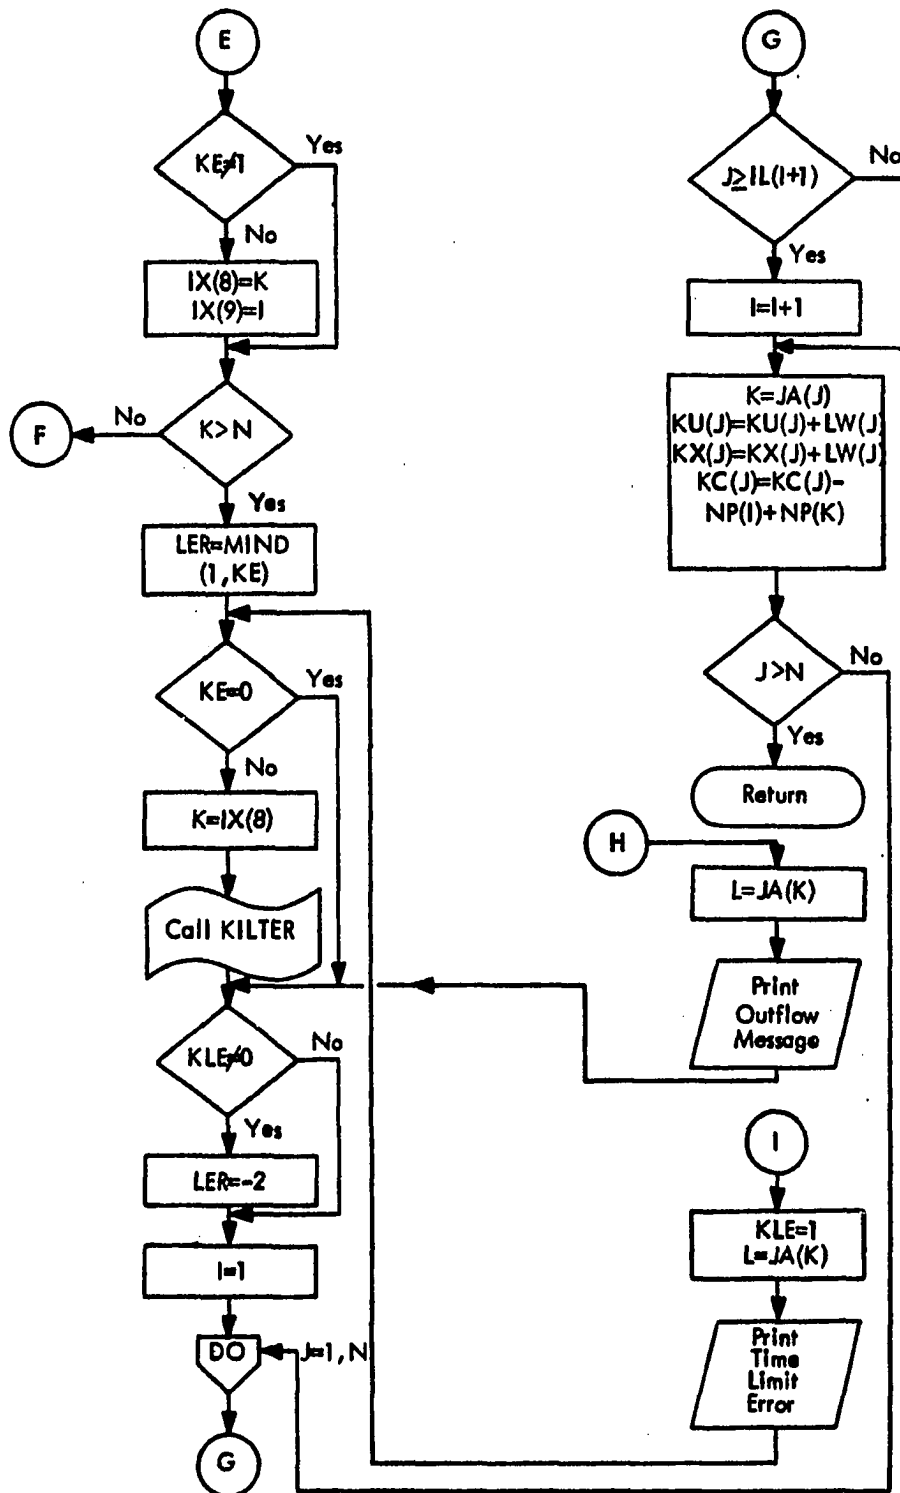 E
KE≠1
Yes
No
IX(8)=K
IX(9)=I
K>N
No
F
Yes
LER=MIND
(1,KE)
KE=0
Yes
No
K=IX(8)
Call KILTER
KLE≠0
No
Yes
LER=-2
I=1
DO
J=1,N
G
G
J≥IL(I+1)
No
Yes
I=I+1
K=JA(J)
KU(J)=KU(J)+LW(J)
KX(J)=KX(J)+LW(J)
KC(J)=KC(J)-
NP(I)+NP(K)
J>N
No
Yes
Return
H
L=JA(K)
Print
Outflow
Message
I
KLE=1
L=JA(K)
Print
Time
Limit
Error